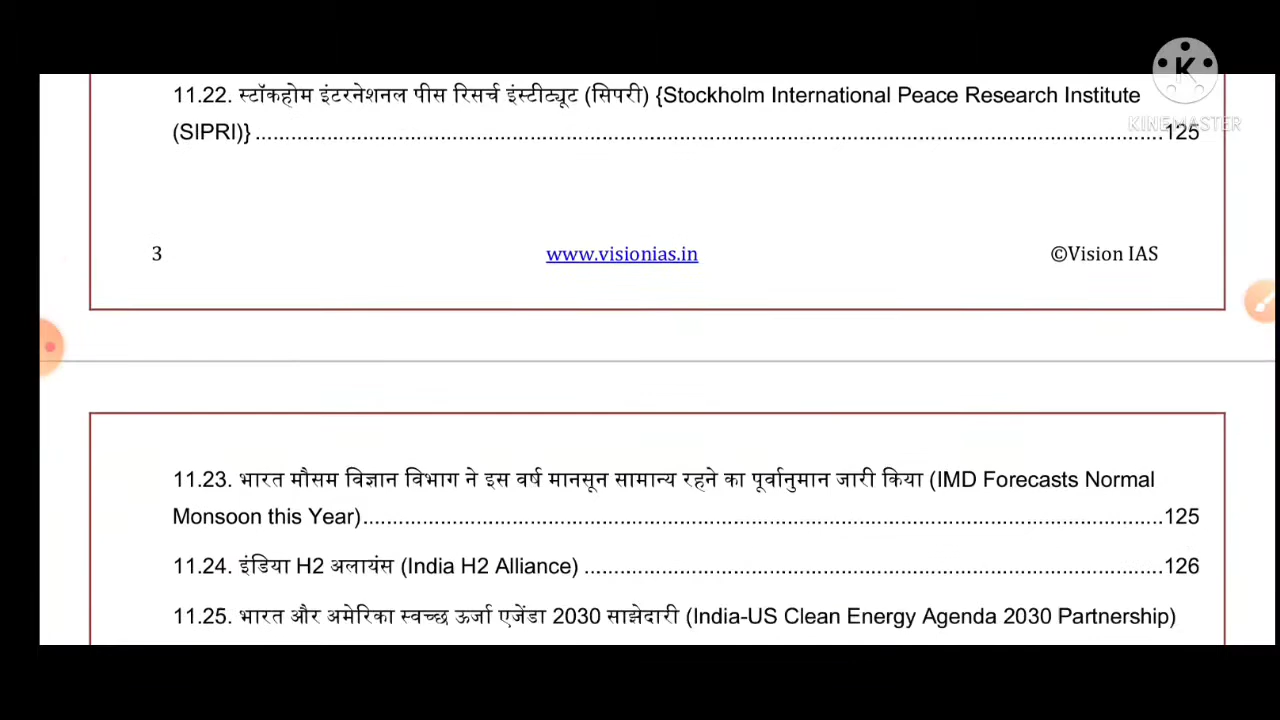 K
KINEMASTER
11.22. स्टॉकहोम इंटरनेशनल पीस रिसर्च इंस्टीट्यूट (सिपरी) {Stockholm International Peace Research Institute
(SIPRI)} ........................................................................................................................................................125
3 www.visionias.in ©Vision IAS
11.23. भारत मौसम विज्ञान विभाग ने इस वर्ष मानसून सामान्य रहने का पूर्वानुमान जारी किया (IMD Forecasts Normal
Monsoon this Year)......................................................................................................................................125
11.24. इंडिया H2 अलायंस (India H2 Alliance) .................................................................................................126
11.25. भारत और अमेरिका स्वच्छ ऊर्जा एजेंडा 2030 साझेदारी (India-US Clean Energy Agenda 2030 Partnership)